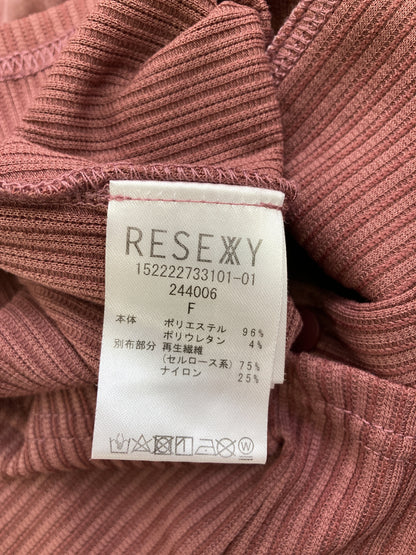 RESEXXY
152222733101-01
244006
F
本体 ポリエステル 96%
ポリウレタン 4%
別布部分 再生繊維
(セルロース系) 75%
ナイロン 25%